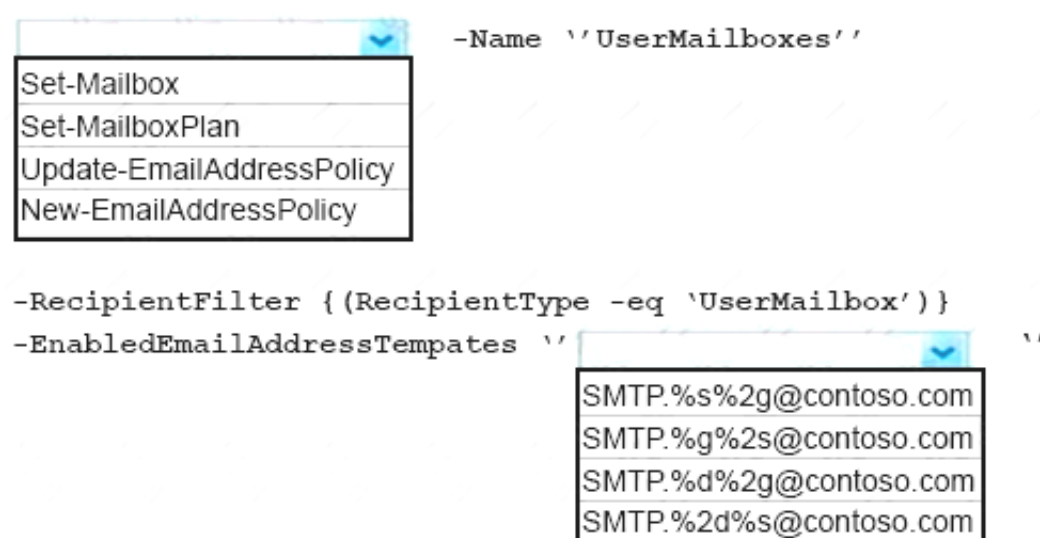 -Name ‵′UserMailboxes′′
Set-Mailbox
Set-MailboxPlan
Update-EmailAddressPolicy
New-EmailAddressPolicy
-RecipientFilter {(RecipientType -eq ‵UserMailbox′)}
-EnabledEmailAddressTempates ‵′ ‵′
SMTP.%s%2g@contoso.com
SMTP.%g%2s@contoso.com
SMTP.%d%2g@contoso.com
SMTP.%2d%s@contoso.com